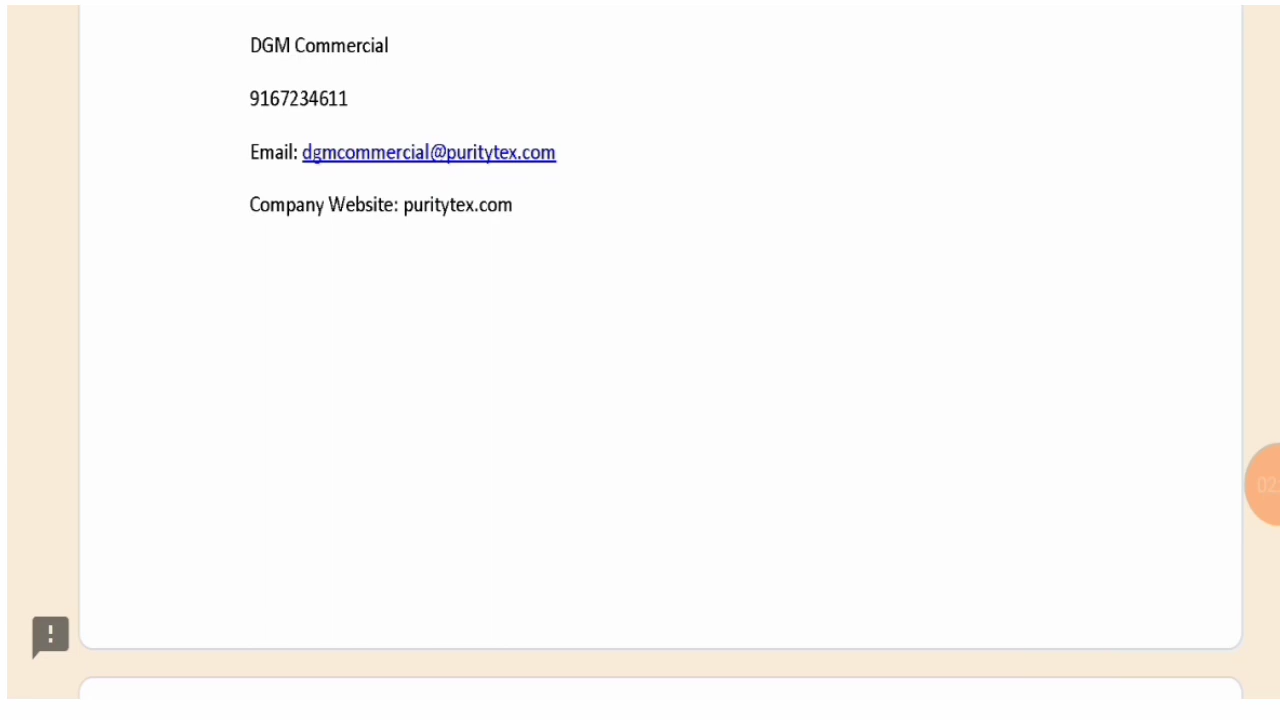 DGM Commercial
9167234611
Email: dgmcommercial@puritytex.com
Company Website: puritytex.com